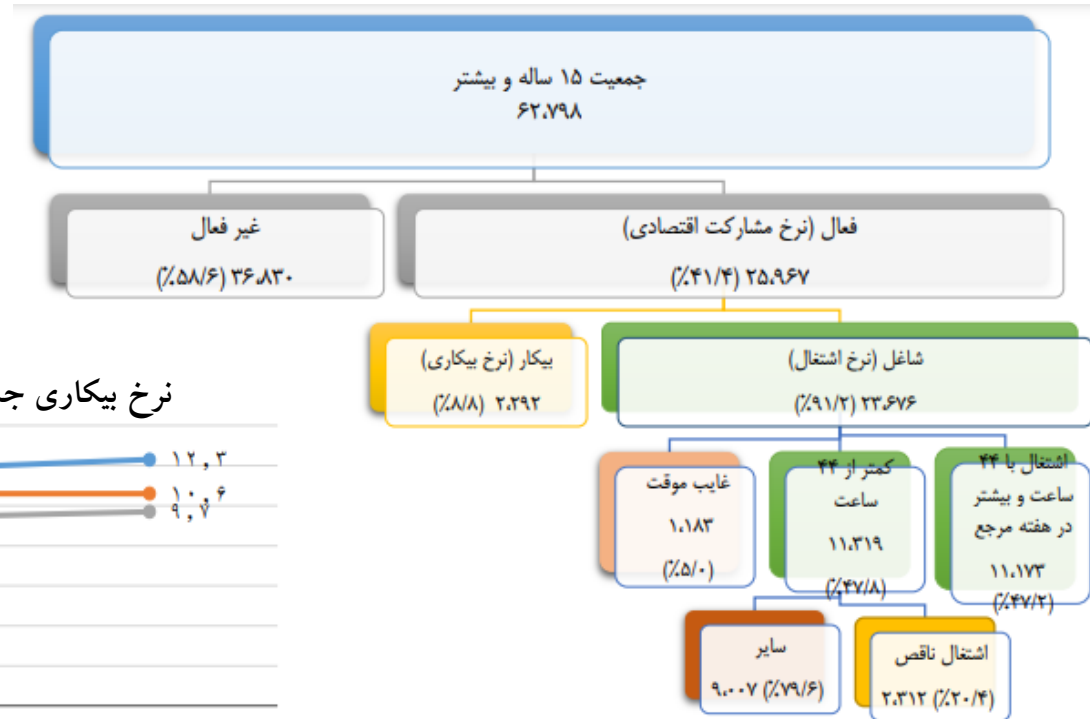 جمعیت ۱۵ ساله و بیشتر
۶۲،۷۹۸
فعال (نرخ مشارکت اقتصادی)
۲۵،۹۶۷ (٪۴۱/۴)
غیر فعال
۳۶،۸۳۰ (٪۵۸/۶)
شاغل (نرخ اشتغال)
۲۳،۶۷۶ (٪۹۱/۲)
بیکار (نرخ بیکاری)
۲،۲۹۲ (٪۸/۸)
اشتغال با ۴۴
ساعت و بیشتر
در هفته مرجع
۱۱،۱۷۳
(٪۴۷/۲)
کمتر از ۴۴
ساعت
۱۱،۳۱۹
(٪۴۷/۸)
غایب موقت
۱،۱۸۳
(٪۵/۰)
اشتغال ناقص
۲،۳۱۲ (٪۲۰/۴)
سایر
۹،۰۰۷ (٪۷۹/۶)
نرخ بیکاری
۱۲,۳
۱۰,۶
۹,۷